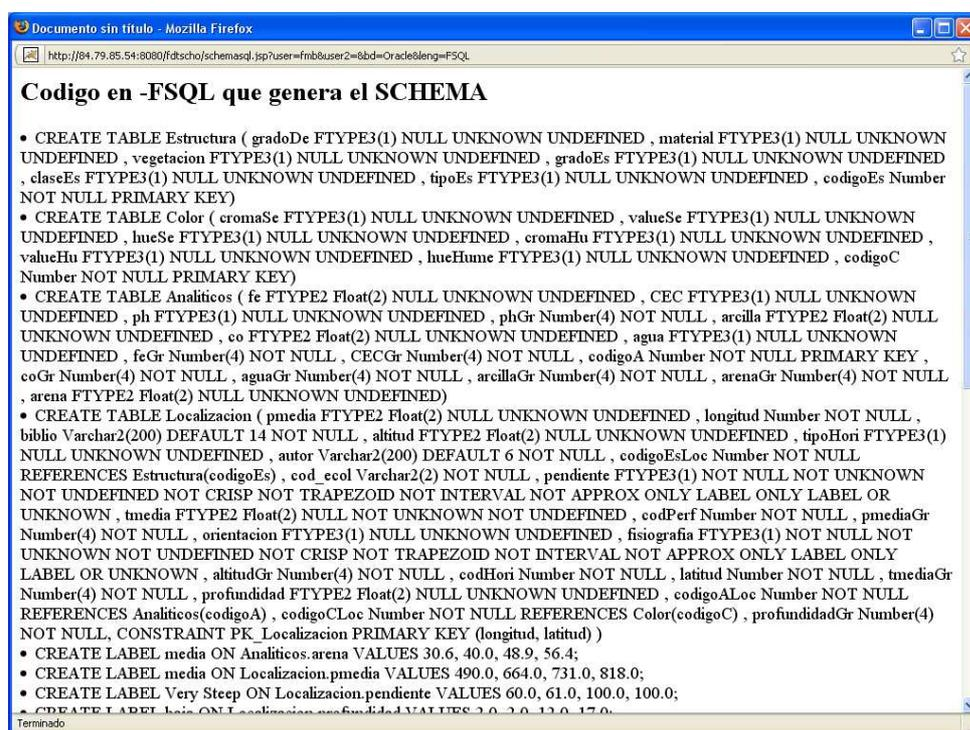 Documento sin título - Mozilla Firefox
http://84.79.85.54:8080/fdtscho/schemasql.jsp?user=fmb&user2=&bd=Oracle&leng=FSQL
Codigo en -FSQL que genera el SCHEMA
• CREATE TABLE Estructura ( gradoDe FTYPE3(1) NULL UNKNOWN UNDEFINED , material FTYPE3(1) NULL UNKNOWN
UNDEFINED , vegetacion FTYPE3(1) NULL UNKNOWN UNDEFINED , gradoEs FTYPE3(1) NULL UNKNOWN UNDEFINED
, claseEs FTYPE3(1) NULL UNKNOWN UNDEFINED , tipoEs FTYPE3(1) NULL UNKNOWN UNDEFINED , codigoEs Number
NOT NULL PRIMARY KEY)
• CREATE TABLE Color ( cromaSe FTYPE3(1) NULL UNKNOWN UNDEFINED , valueSe FTYPE3(1) NULL UNKNOWN
UNDEFINED , hueSe FTYPE3(1) NULL UNKNOWN UNDEFINED , cromaHu FTYPE3(1) NULL UNKNOWN UNDEFINED ,
valueHu FTYPE3(1) NULL UNKNOWN UNDEFINED , hueHume FTYPE3(1) NULL UNKNOWN UNDEFINED , codigoC
Number NOT NULL PRIMARY KEY)
• CREATE TABLE Analiticos ( fe FTYPE2 Float(2) NULL UNKNOWN UNDEFINED , CEC FTYPE3(1) NULL UNKNOWN
UNDEFINED , ph FTYPE3(1) NULL UNKNOWN UNDEFINED , phGr Number(4) NOT NULL , arcilla FTYPE2 Float(2) NULL
UNKNOWN UNDEFINED , co FTYPE2 Float(2) NULL UNKNOWN UNDEFINED , agua FTYPE3(1) NULL UNKNOWN
UNDEFINED , feGr Number(4) NOT NULL , CECGr Number(4) NOT NULL , codigoA Number NOT NULL PRIMARY KEY ,
coGr Number(4) NOT NULL , aguaGr Number(4) NOT NULL , arcillaGr Number(4) NOT NULL , arenaGr Number(4) NOT NULL
, arena FTYPE2 Float(2) NULL UNKNOWN UNDEFINED)
• CREATE TABLE Localizacion ( pmedia FTYPE2 Float(2) NULL UNKNOWN UNDEFINED , longitud Number NOT NULL ,
biblio Varchar2(200) DEFAULT 14 NOT NULL , altitud FTYPE2 Float(2) NULL UNKNOWN UNDEFINED , tipoHori FTYPE3(1)
NULL UNKNOWN UNDEFINED , autor Varchar2(200) DEFAULT 6 NOT NULL , codigoEsLoc Number NOT NULL
REFERENCES Estructura(codigoEs) , cod_ecol Varchar2(2) NOT NULL , pendiente FTYPE3(1) NOT NULL NOT UNKNOWN
NOT UNDEFINED NOT CRISP NOT TRAPEZOID NOT INTERVAL NOT APPROX ONLY LABEL ONLY LABEL OR
UNKNOWN , tmedia FTYPE2 Float(2) NULL NOT UNKNOWN NOT UNDEFINED , codPerf Number NOT NULL , pmediaGr
Number(4) NOT NULL , orientacion FTYPE3(1) NULL UNKNOWN UNDEFINED , fisiografia FTYPE3(1) NOT NULL NOT
UNKNOWN NOT UNDEFINED NOT CRISP NOT TRAPEZOID NOT INTERVAL NOT APPROX ONLY LABEL ONLY
LABEL OR UNKNOWN , altitudGr Number(4) NOT NULL , codHori Number NOT NULL , latitud Number NOT NULL , tmediaGr
Number(4) NOT NULL , profundidad FTYPE2 Float(2) NULL UNKNOWN UNDEFINED , codigoALoc Number NOT NULL
REFERENCES Analiticos(codigoA) , codigoCLoc Number NOT NULL REFERENCES Color(codigoC) , profundidadGr Number(4)
NOT NULL, CONSTRAINT PK_Localizacion PRIMARY KEY (longitud, latitud) )
• CREATE LABEL media ON Analiticos.arena VALUES 30.6, 40.0, 48.9, 56.4;
• CREATE LABEL media ON Localizacion.pmedia VALUES 490.0, 664.0, 731.0, 818.0;
• CREATE LABEL Very Steep ON Localizacion.pendiente VALUES 60.0, 61.0, 100.0, 100.0;
• CREATE LABEL baja ON Localizacion.profundidad VALUES 2.0, 2.0, 12.0, 17.0;
Terminado